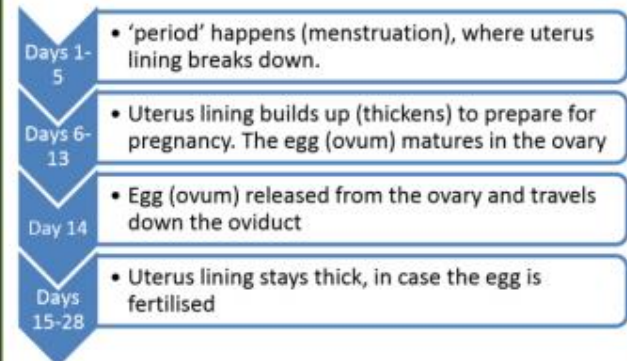 Days 1-
5
• ‘period’ happens (menstruation), where uterus
lining breaks down.
Days 6-
13
• Uterus lining builds up (thickens) to prepare for
pregnancy. The egg (ovum) matures in the ovary
Day 14
• Egg (ovum) released from the ovary and travels
down the oviduct
Days
15-28
• Uterus lining stays thick, in case the egg is
fertilised